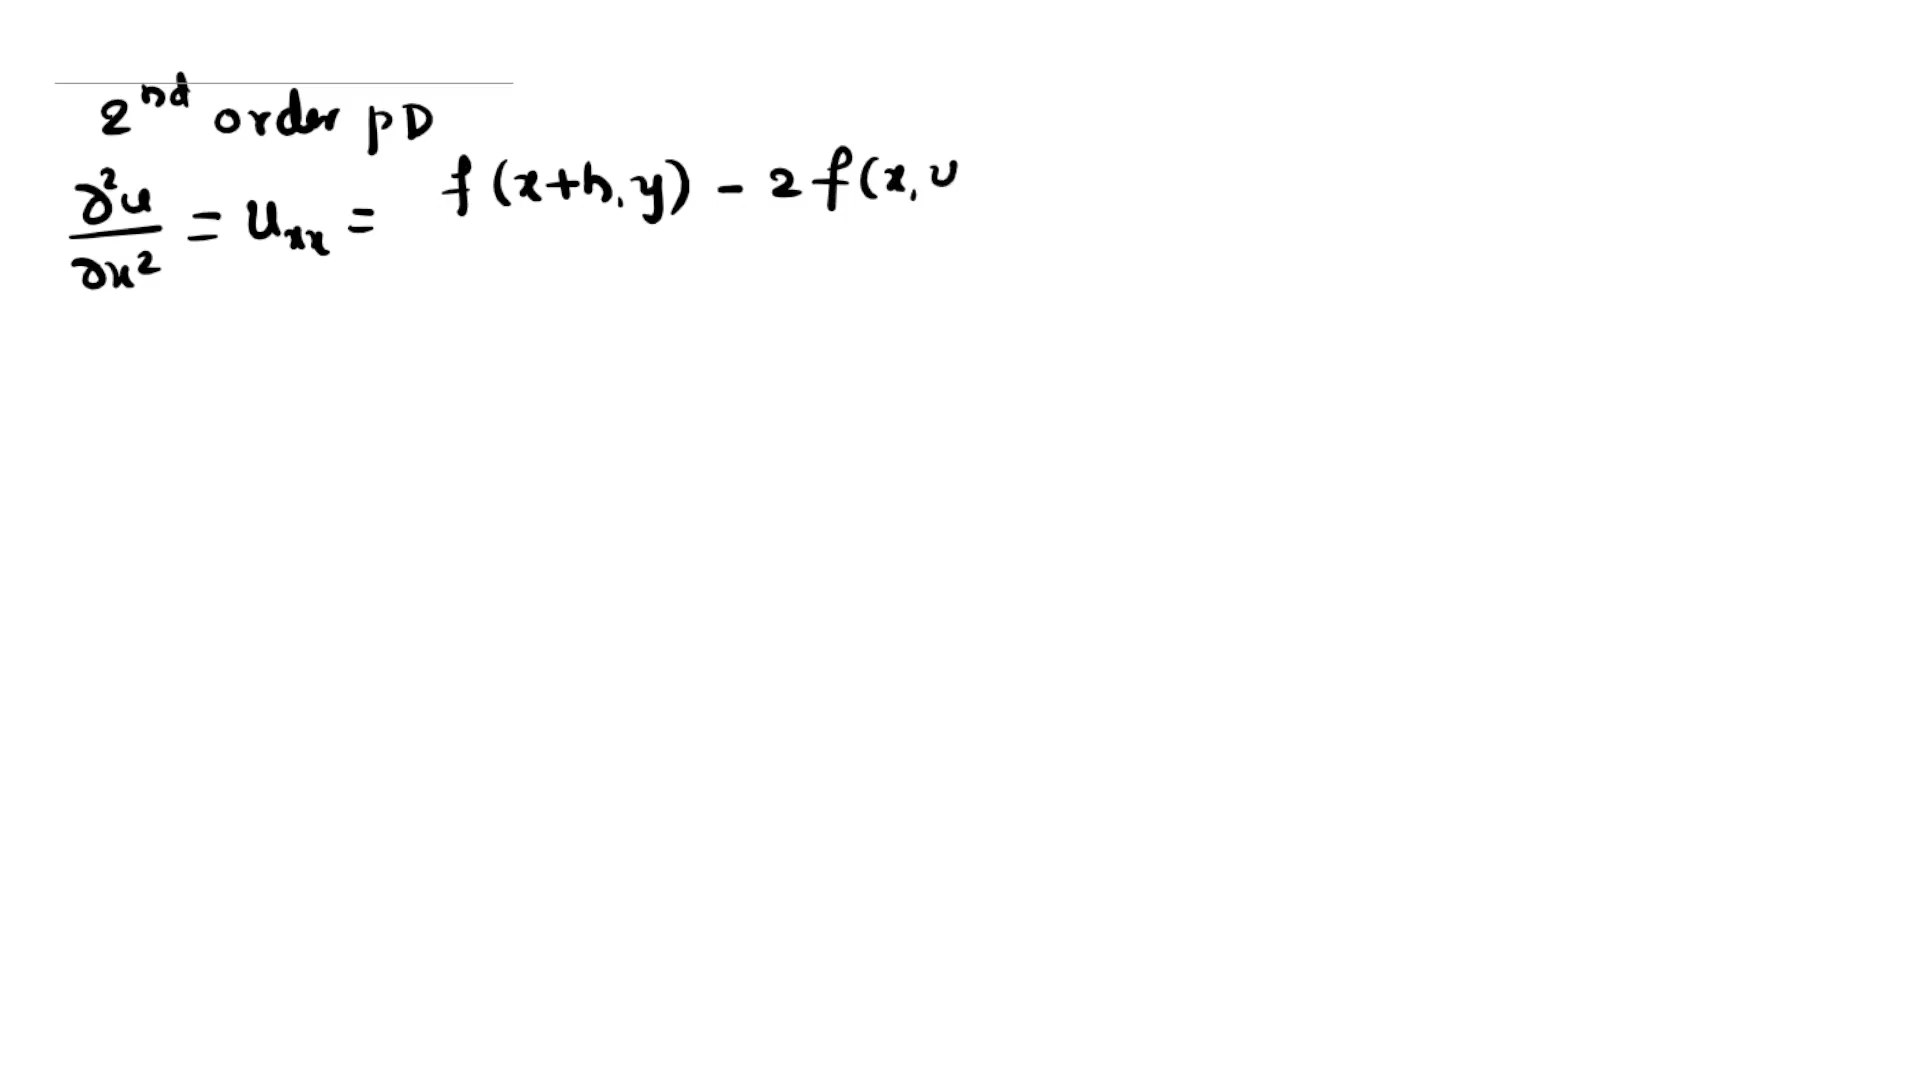 2ⁿᵈ order PD
∂²u/∂x² = Uₓₓ = f(x+h, y) - 2f(x, υ